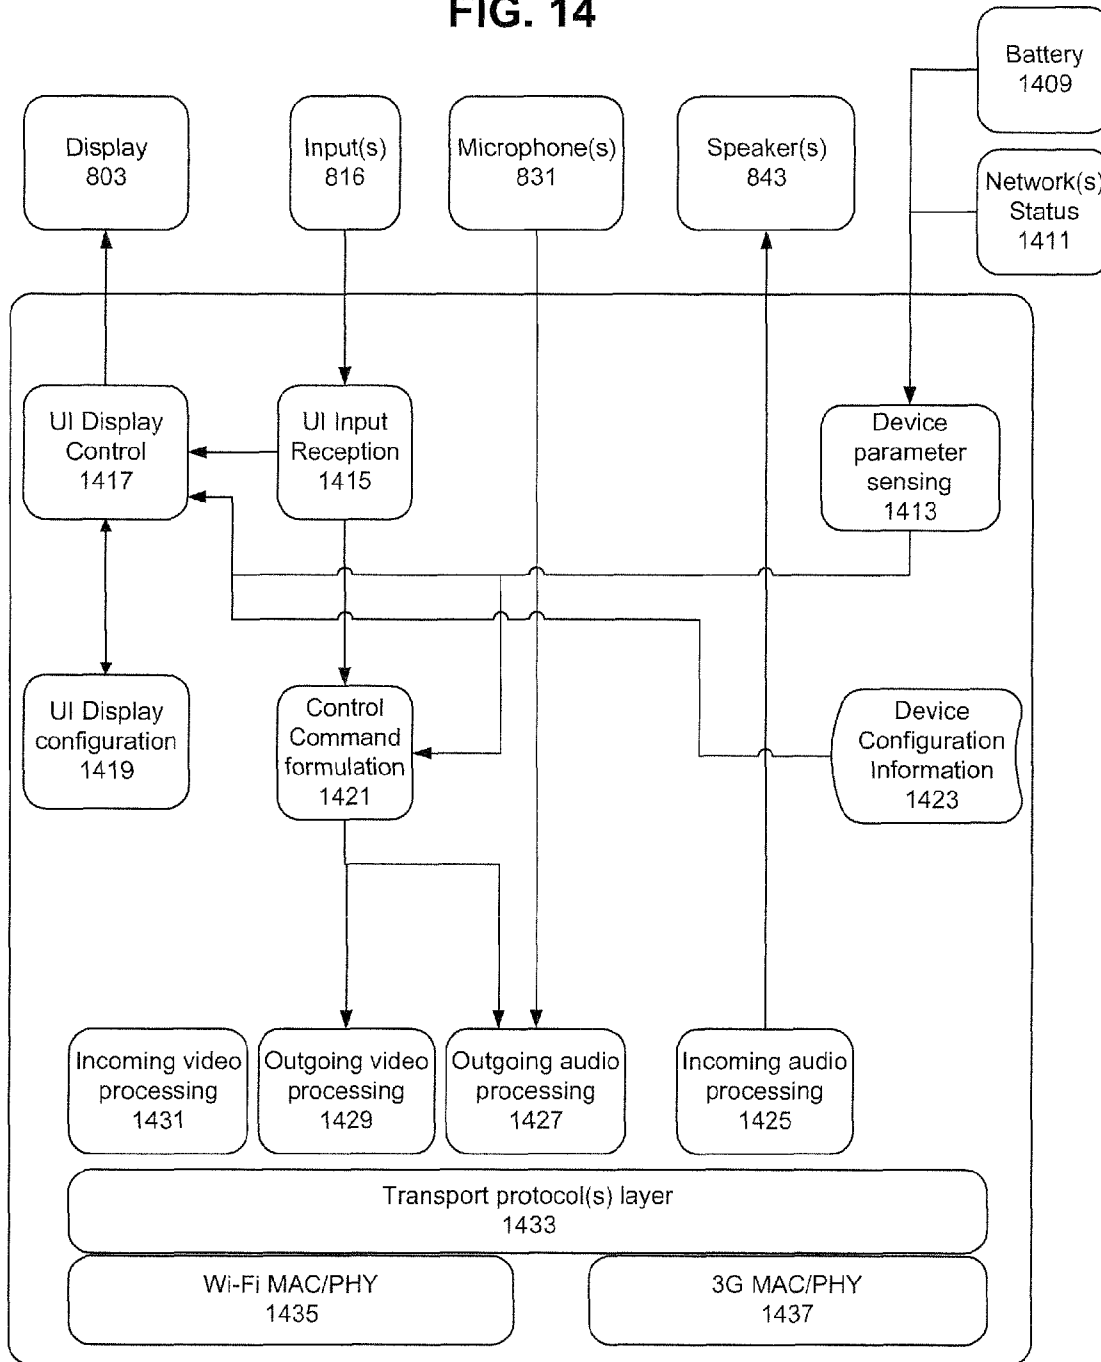 FIG. 14
Battery
1409
Display
803
Input(s)
816
Microphone(s)
831
Speaker(s)
843
Network(s)
Status
1411
UI Display
Control
1417
UI Input
Reception
1415
Device
parameter
sensing
1413
UI Display
configuration
1419
Control
Command
formulation
1421
Device
Configuration
Information
1423
Incoming video
processing
1431
Outgoing video
processing
1429
Outgoing audio
processing
1427
Incoming audio
processing
1425
Transport protocol(s) layer
1433
Wi-Fi MAC/PHY
1435
3G MAC/PHY
1437